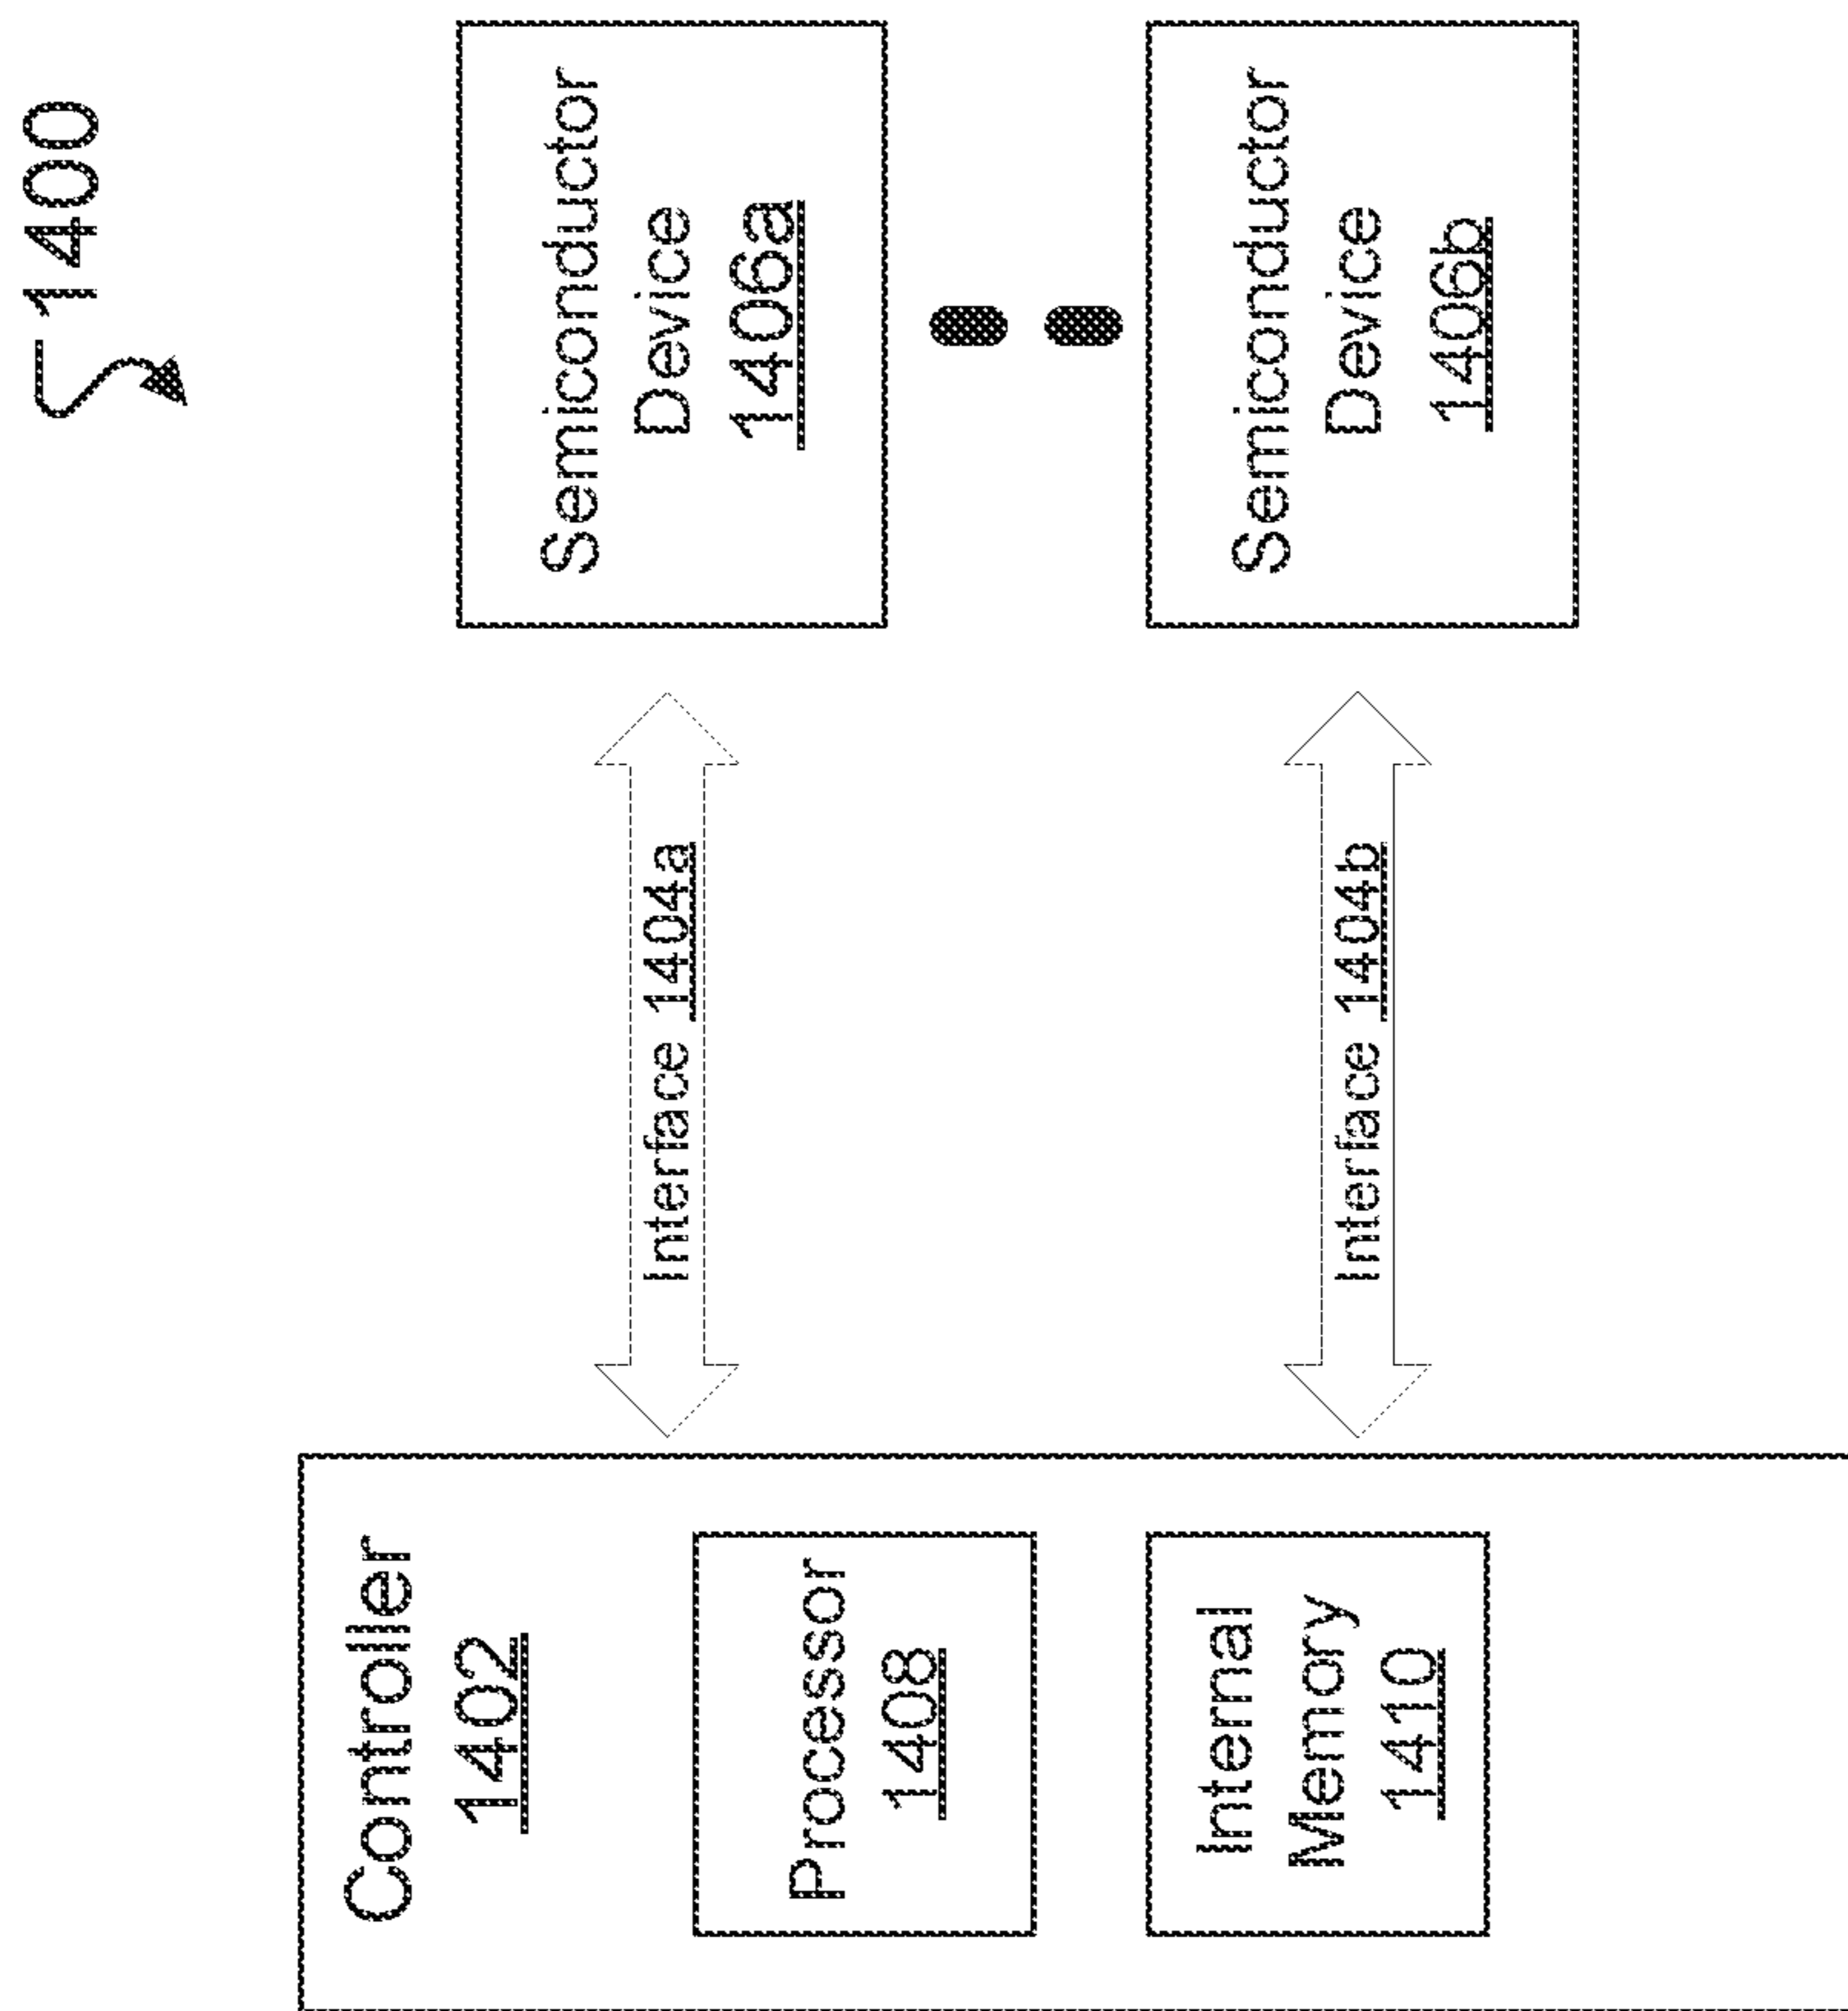 1400
Controller
1402
Processor
1408
Internal
Memory
1410
Interface 1404a
Interface 1404b
Semiconductor
Device
1406a
Semiconductor
Device
1406b